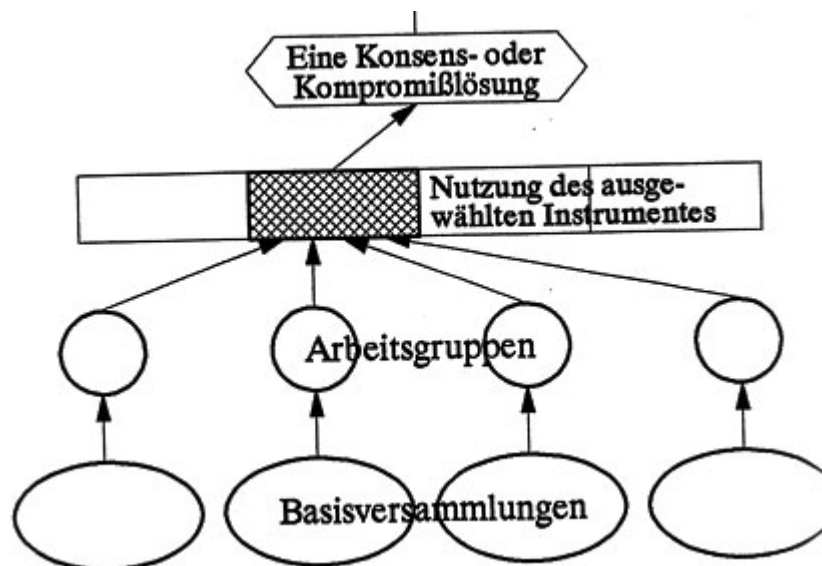 Eine Konsens- oder
Kompromißlösung
Nutzung des ausge-
wählten Instrumentes
Arbeitsgruppen
Basisversammlungen